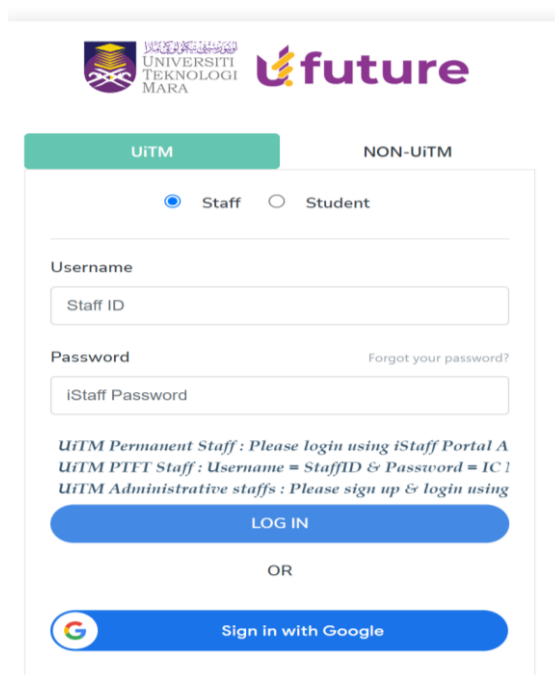 UNIVERSITI
TEKNOLOGI
MARA
ufuture
UiTM
NON-UiTM
Staff
Student
Username
Staff ID
Password
Forgot your password?
iStaff Password
UiTM Permanent Staff : Please login using iStaff Portal A
UiTM PTFT Staff : Username = StaffID & Password = IC
UiTM Administrative staffs : Please sign up & login using
LOG IN
OR
Sign in with Google